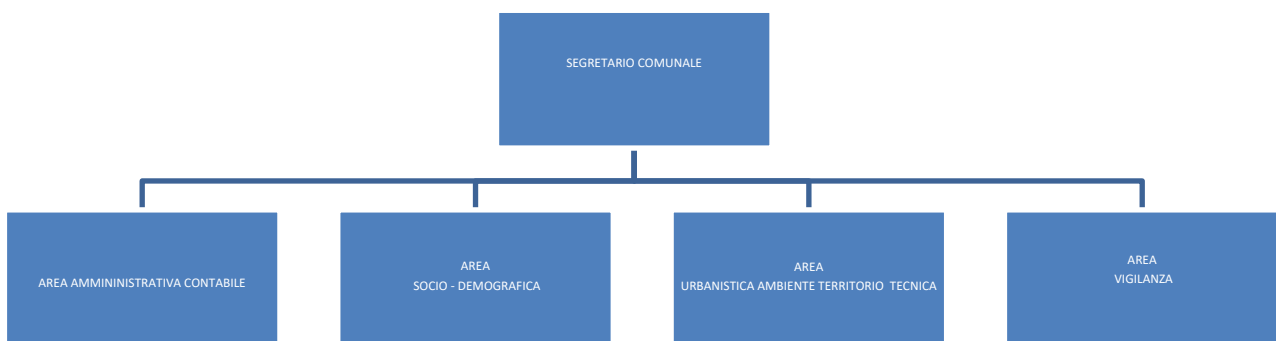 SEGRETARIO COMUNALE
AREA AMMININISTRATIVA CONTABILE
AREA
SOCIO - DEMOGRAFICA
AREA
URBANISTICA AMBIENTE TERRITORIO  TECNICA
AREA
VIGILANZA